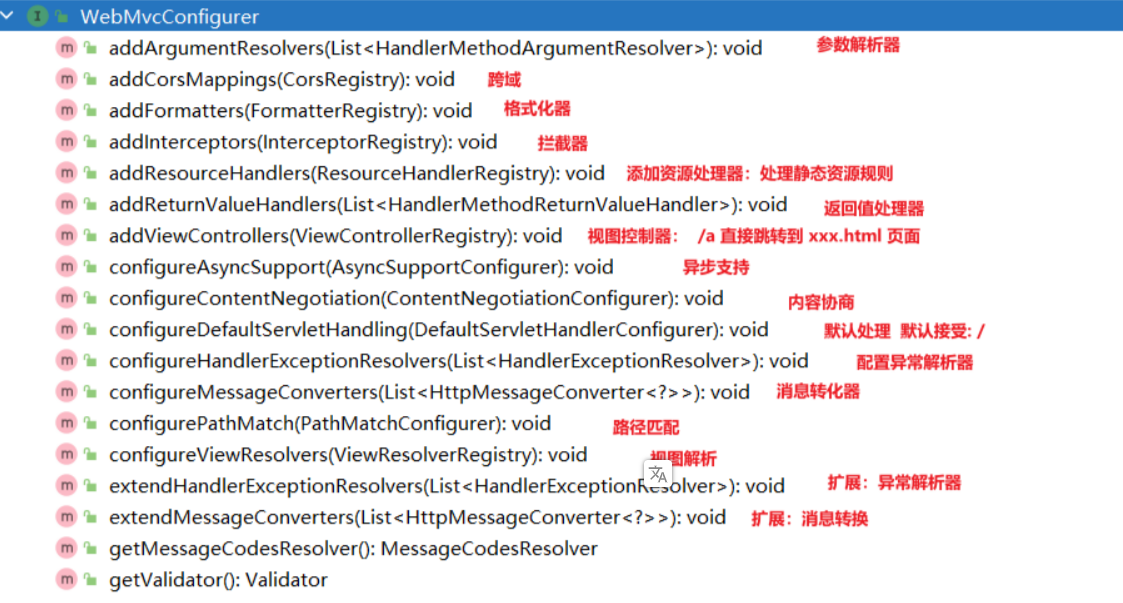 WebMvcConfigurer
addArgumentResolvers(List<HandlerMethodArgumentResolver>): void 参数解析器
addCorsMappings(CorsRegistry): void 跨域
addFormatters(FormatterRegistry): void 格式化器
addInterceptors(InterceptorRegistry): void 拦截器
addResourceHandlers(ResourceHandlerRegistry): void 添加资源处理器：处理静态资源规则
addReturnValueHandlers(List<HandlerMethodReturnValueHandler>): void 返回值处理器
addViewControllers(ViewControllerRegistry): void 视图控制器： /a 直接跳转到 xxx.html 页面
configureAsyncSupport(AsyncSupportConfigurer): void 异步支持
configureContentNegotiation(ContentNegotiationConfigurer): void 内容协商
configureDefaultServletHandling(DefaultServletHandlerConfigurer): void 默认处理 默认接受: /
configureHandlerExceptionResolvers(List<HandlerExceptionResolver>): void 配置异常解析器
configureMessageConverters(List<HttpMessageConverter<?>>): void 消息转化器
configurePathMatch(PathMatchConfigurer): void 路径匹配
configureViewResolvers(ViewResolverRegistry): void 视图解析
extendHandlerExceptionResolvers(List<HandlerExceptionResolver>): void 扩展：异常解析器
extendMessageConverters(List<HttpMessageConverter<?>>): void 扩展：消息转换
getMessageCodesResolver(): MessageCodesResolver
getValidator(): Validator